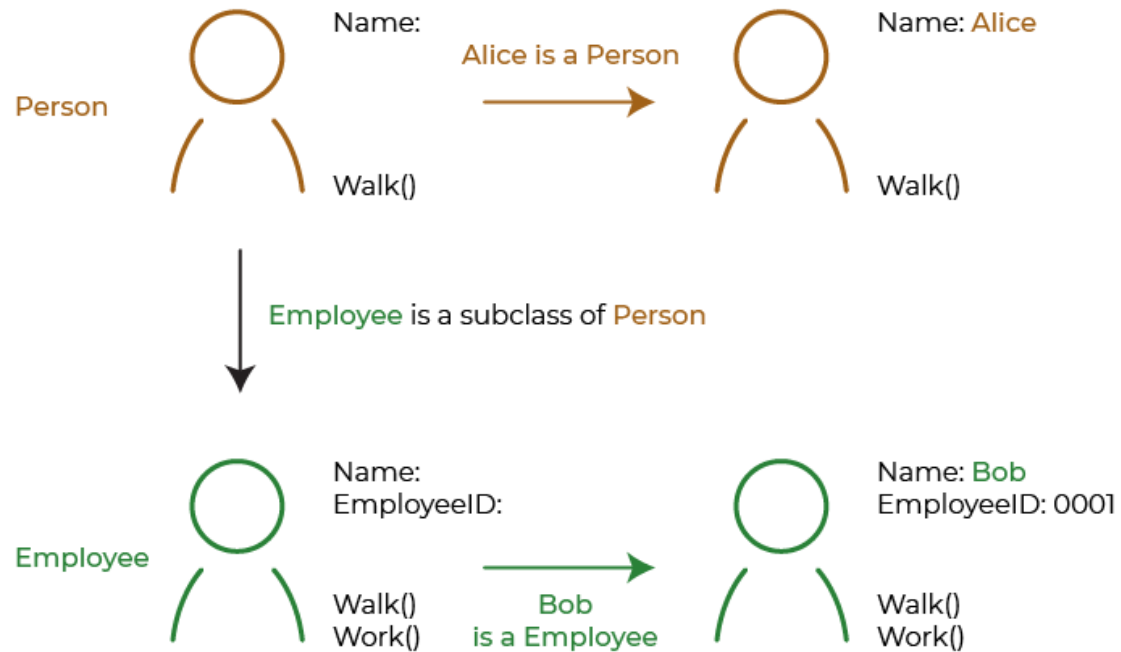 Name:
Alice is a Person
Name: Alice
Person
Walk()
Walk()
Employee is a subclass of Person
Name:
EmployeeID:
Name: Bob
EmployeeID: 0001
Employee
Walk()
Work()
Bob
is a Employee
Walk()
Work()